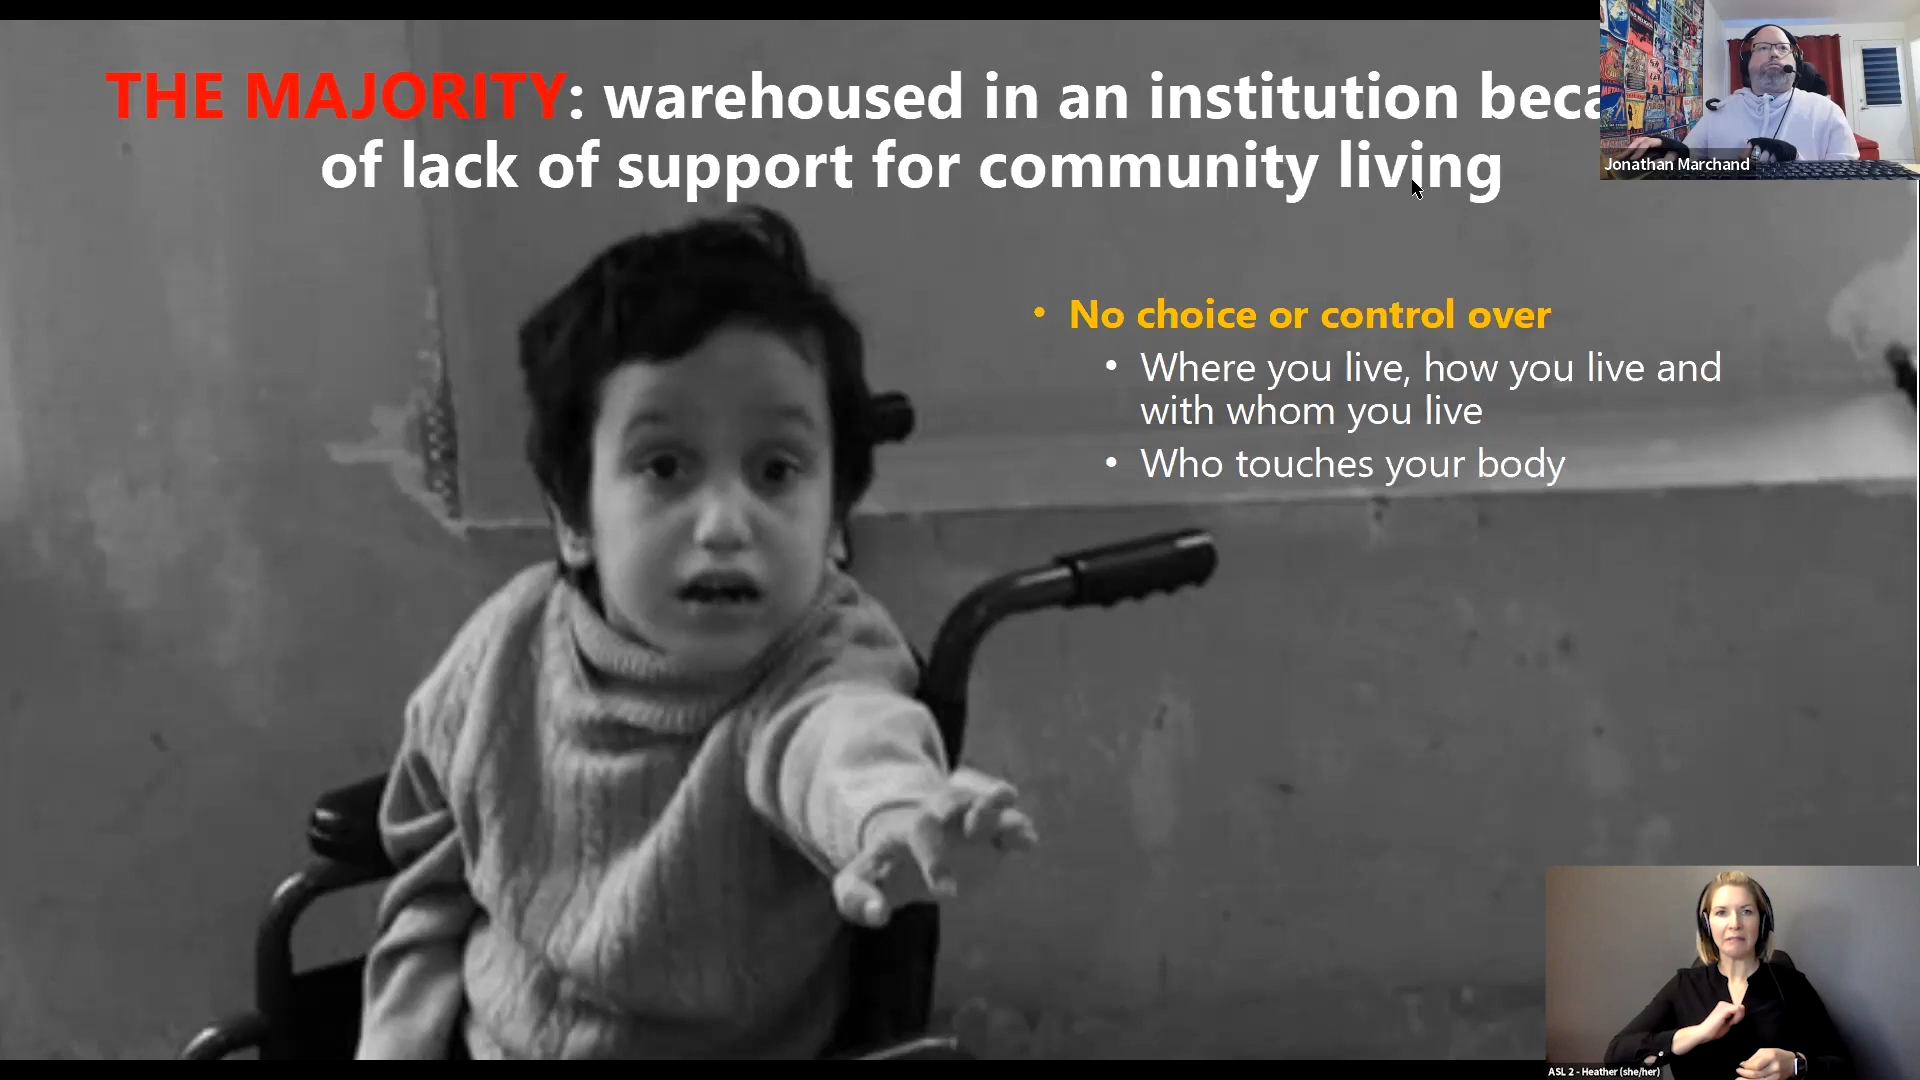 THE MAJORITY: warehoused in an institution beca
of lack of support for community living
Jonathan Marchand
• No choice or control over
• Where you live, how you live and
with whom you live
• Who touches your body
ASL 2 - Heather (she/her)